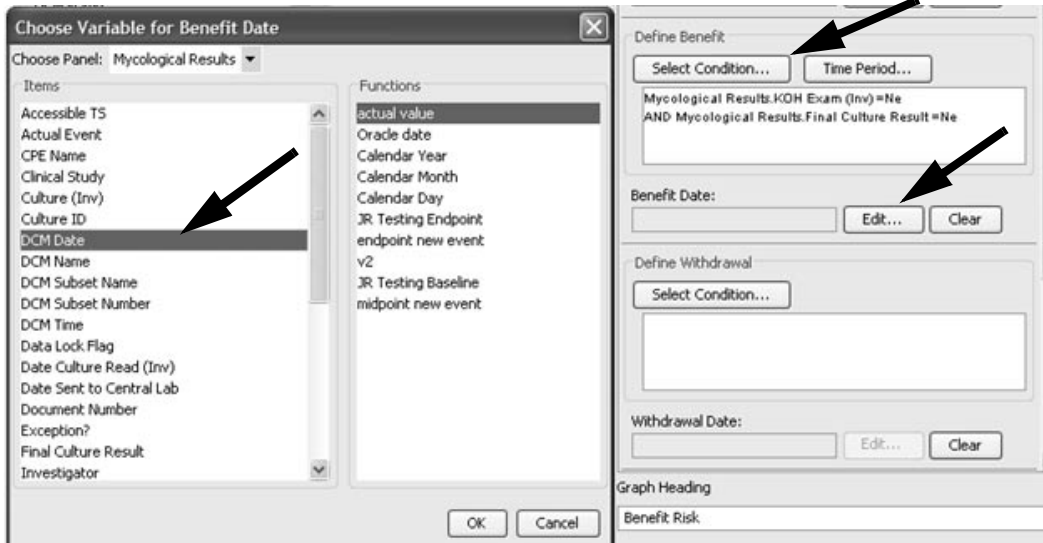 Choose Variable for Benefit Date
Choose Panel: Mycological Results
Items
Accessible TS
Actual Event
CPE Name
Clinical Study
Culture (Inv)
Culture ID
DCM Date
DCM Name
DCM Subset Name
DCM Subset Number
DCM Time
Data Lock Flag
Date Culture Read (Inv)
Date Sent to Central Lab
Document Number
Exception?
Final Culture Result
Investigator
Functions
actual value
Oracle date
Calendar Year
Calendar Month
Calendar Day
JR Testing Endpoint
endpoint new event
v2
JR Testing Baseline
midpoint new event
OK Cancel
Define Benefit
Select Condition... Time Period...
Mycological Results.KOH Exam (Inv)=Ne
AND Mycological Results.Final Culture Result=Ne
Benefit Date:
Edit... Clear
Define Withdrawal
Select Condition...
Withdrawal Date:
Edit... Clear
Graph Heading
Benefit Risk